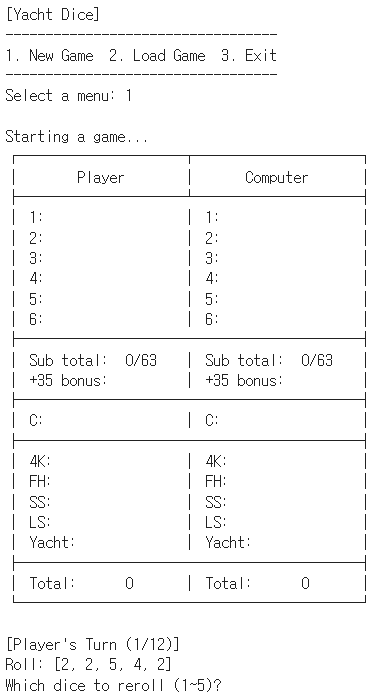 [Yacht Dice]
--------------------------------
1. New Game  2. Load Game  3. Exit
--------------------------------
Select a menu: 1
Starting a game...
Player Computer
1: 1:
2: 2:
3: 3:
4: 4:
5: 5:
6: 6:
Sub total: 0/63 Sub total: 0/63
+35 bonus: +35 bonus:
C: C:
4K: 4K:
FH: FH:
SS: SS:
LS: LS:
Yacht: Yacht:
Total: 0 Total: 0
[Player's Turn (1/12)]
Roll: [2, 2, 5, 4, 2]
Which dice to reroll (1~5)?